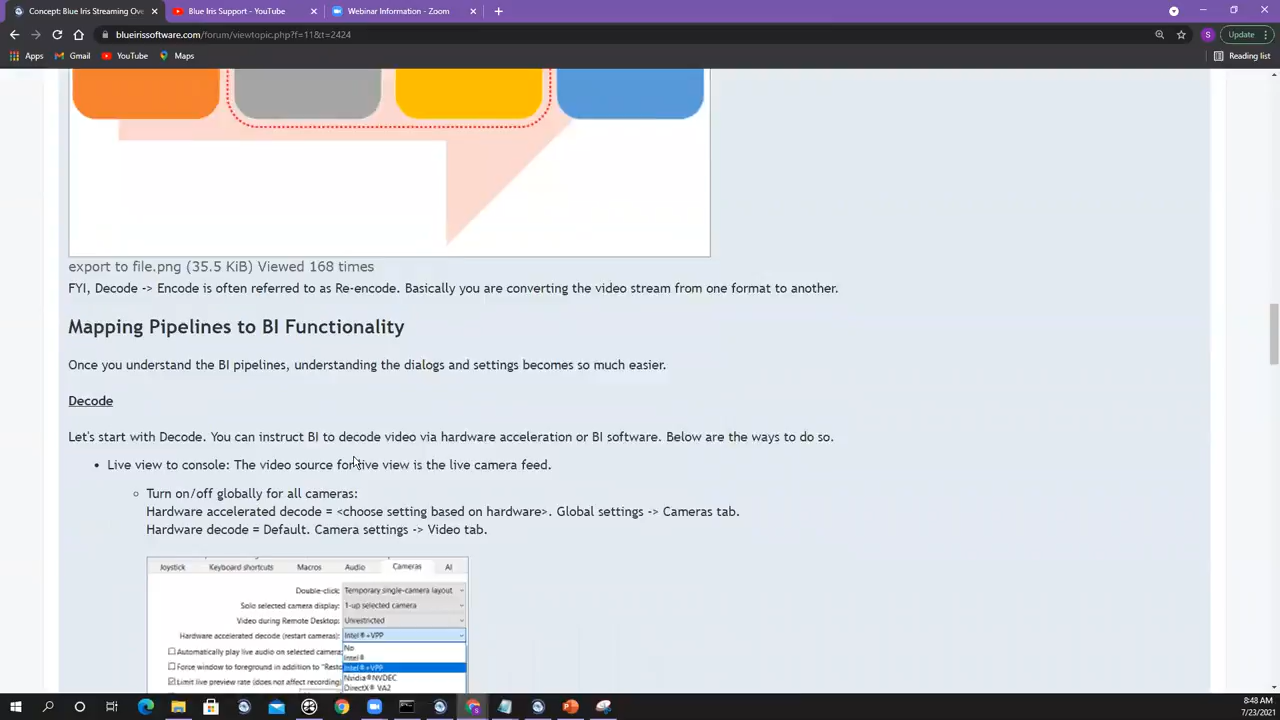 Concept: Blue Iris Streaming Ove
Blue Iris Support - YouTube
Webinar Information - Zoom
blueirissoftware.com/forum/viewtopic.php?f=11&t=2424
S
Update
Apps
Gmail
YouTube
Maps
Reading list
export to file.png (35.5 KiB) Viewed 168 times
FYI, Decode -> Encode is often referred to as Re-encode. Basically you are converting the video stream from one format to another.
Mapping Pipelines to BI Functionality
Once you understand the BI pipelines, understanding the dialogs and settings becomes so much easier.
Decode
Let's start with Decode. You can instruct BI to decode video via hardware acceleration or BI software. Below are the ways to do so.
• Live view to console: The video source for live view is the live camera feed.
Turn on/off globally for all cameras:
Hardware accelerated decode = <choose setting based on hardware>. Global settings -> Cameras tab.
Hardware decode = Default. Camera settings -> Video tab.
Joystick Keyboard shortcuts Macros Audio Cameras AI
Double-click: Temporary single-camera layout
Solo selected camera display: 1-up selected camera
Video during Remote Desktop: Unrestricted
Hardware accelerated decode (restart cameras): Intel®+VPP
No
Automatically play live audio on selected camera Intel®
Force window to foreground in addition to "Resto Intel®+VPP
Limit live preview rate (does not affect recording) Nvidia®NVDEC
DirectX® VA2
8:48 AM
7/23/2021